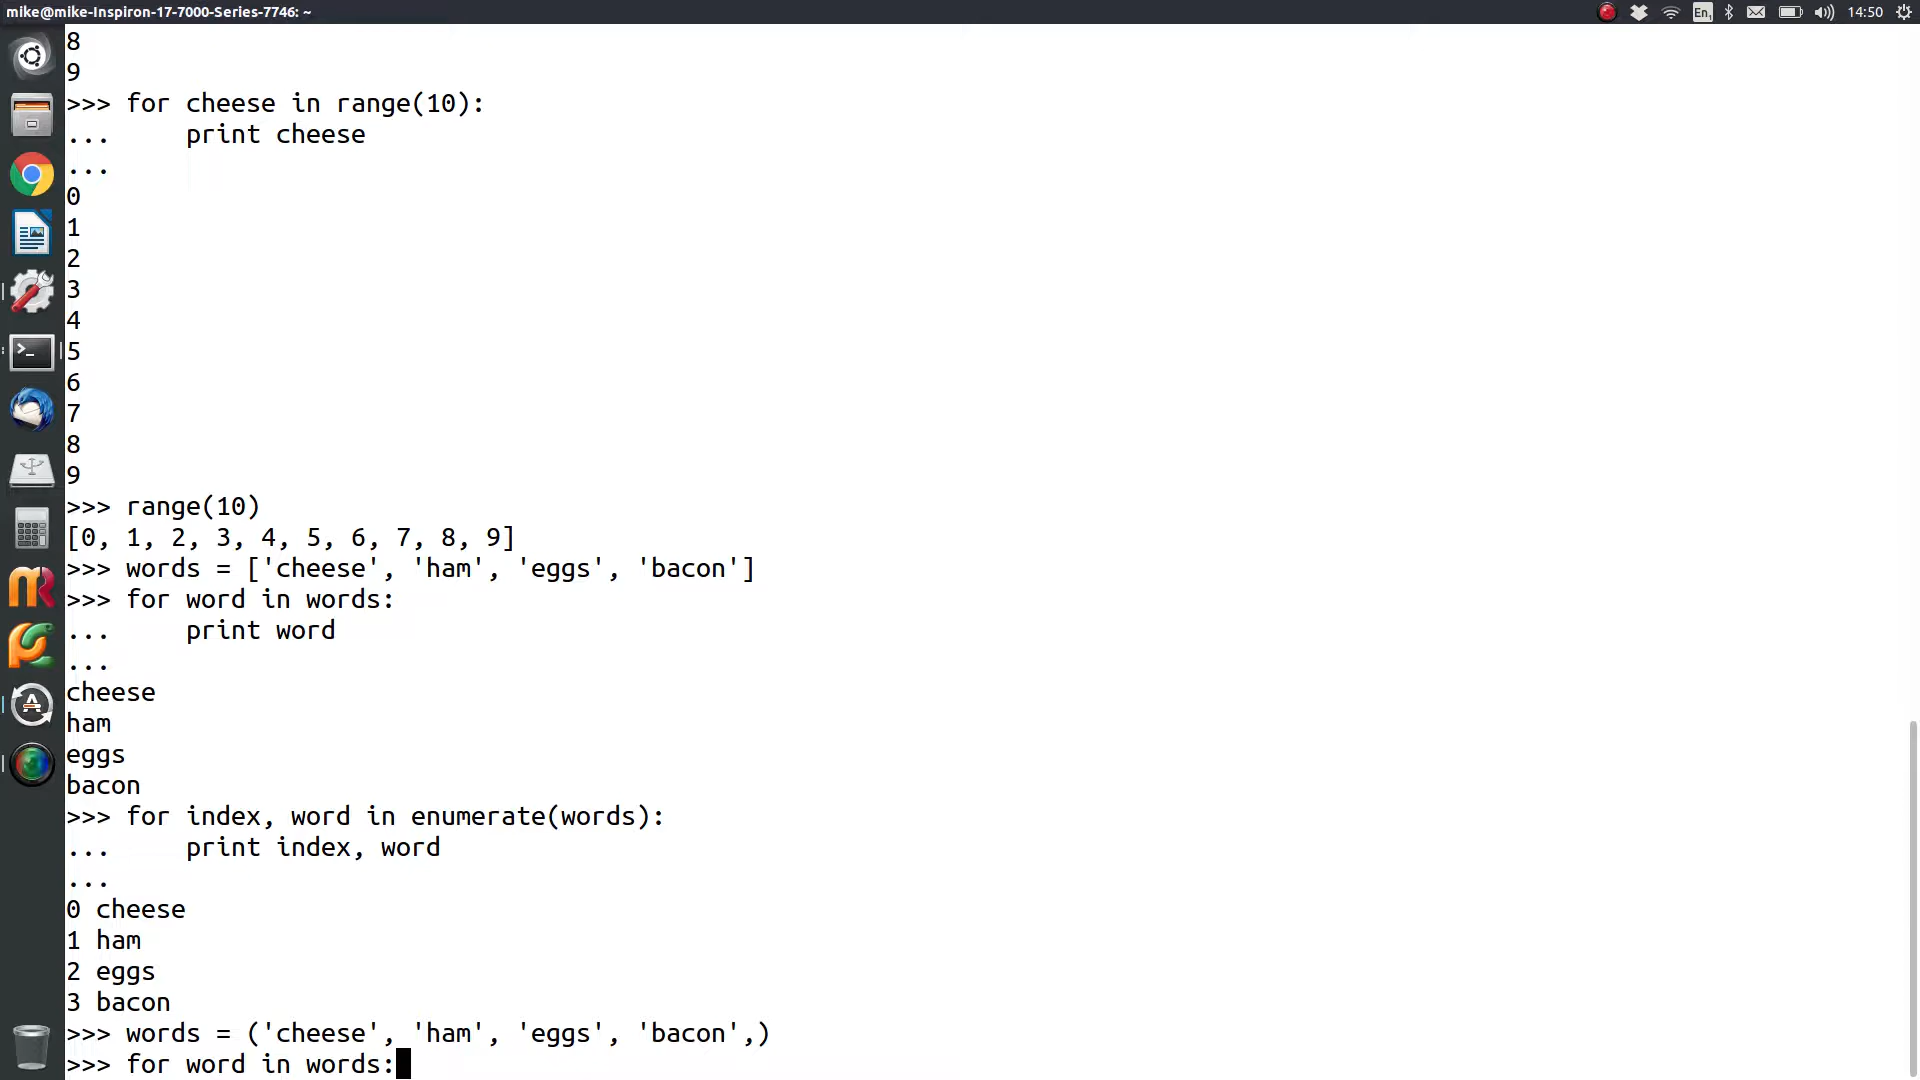 mike@mike-Inspiron-17-7000-Series-7746: ~
En1
14:50
8
9
>>> for cheese in range(10):
...     print cheese
...
0
1
2
3
4
5
6
7
8
9
>>> range(10)
[0, 1, 2, 3, 4, 5, 6, 7, 8, 9]
>>> words = ['cheese', 'ham', 'eggs', 'bacon']
>>> for word in words:
...     print word
...
cheese
ham
eggs
bacon
>>> for index, word in enumerate(words):
...     print index, word
...
0 cheese
1 ham
2 eggs
3 bacon
>>> words = ('cheese', 'ham', 'eggs', 'bacon',)
>>> for word in words: